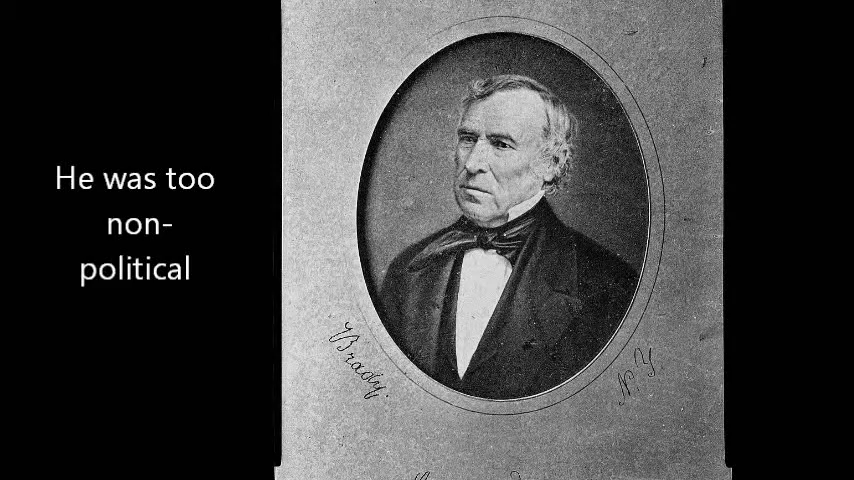 He was too
non-
political
Brady.
N.Y